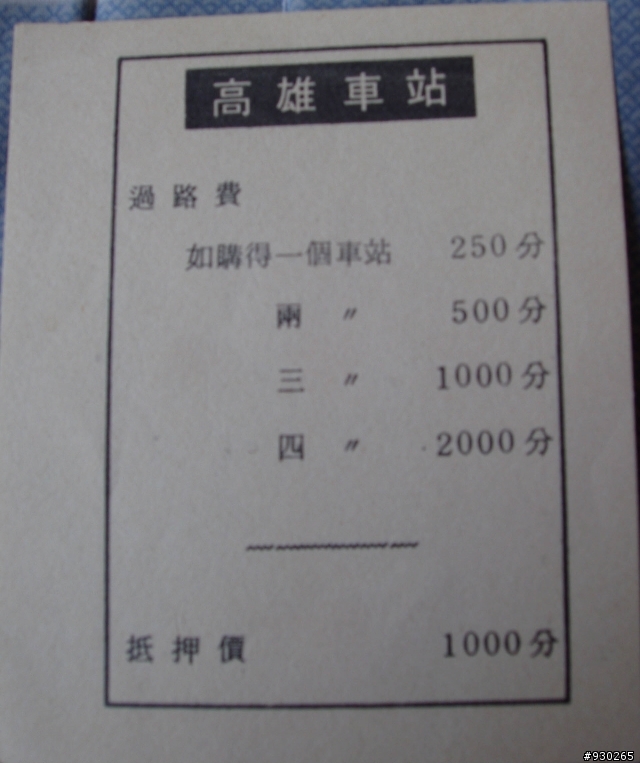 高雄車站
過路費
如購得一個車站 250分
兩 〃 500分
三 〃 1000分
四 〃 2000分
抵押價 1000分
#930265